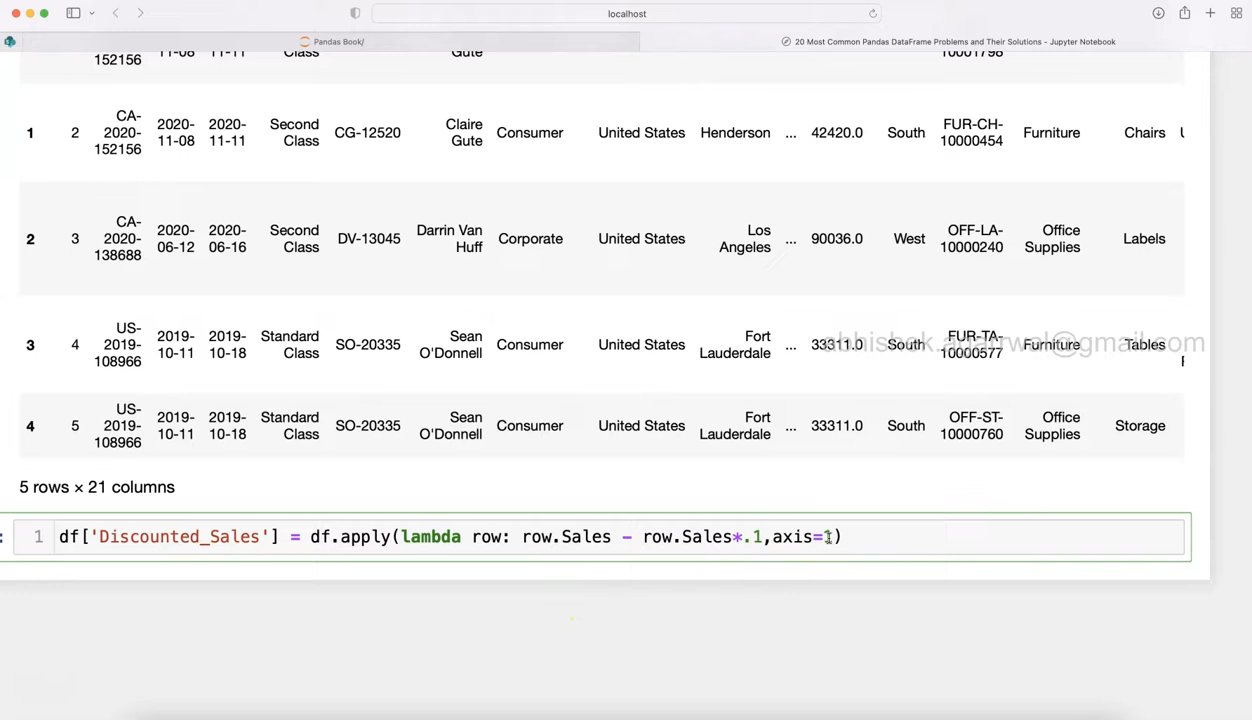 localhost
Pandas Book/
20 Most Common Pandas DataFrame Problems and Their Solutions - Jupyter Notebook
152156 11-08 11-11 Class Gute 10001798
1 2 CA-2020-152156 2020-11-08 2020-11-11 Second Class CG-12520 Claire Gute Consumer United States Henderson ... 42420.0 South FUR-CH-10000454 Furniture Chairs
2 3 CA-2020-138688 2020-06-12 2020-06-16 Second Class DV-13045 Darrin Van Huff Corporate United States Los Angeles ... 90036.0 West OFF-LA-10000240 Office Supplies Labels
3 4 US-2019-108966 2019-10-11 2019-10-18 Standard Class SO-20335 Sean O'Donnell Consumer United States Fort Lauderdale ... 33311.0 South FUR-TA-10000577 Furniture Tables
4 5 US-2019-108966 2019-10-11 2019-10-18 Standard Class SO-20335 Sean O'Donnell Consumer United States Fort Lauderdale ... 33311.0 South OFF-ST-10000760 Office Supplies Storage
5 rows × 21 columns
1 df['Discounted_Sales'] = df.apply(lambda row: row.Sales - row.Sales*.1,axis=1)